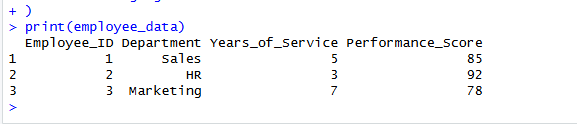 + )
> print(employee_data)
  Employee_ID Department Years_of_Service Performance_Score
1           1      Sales                5                85
2           2         HR                3                92
3           3  Marketing                7                78
>